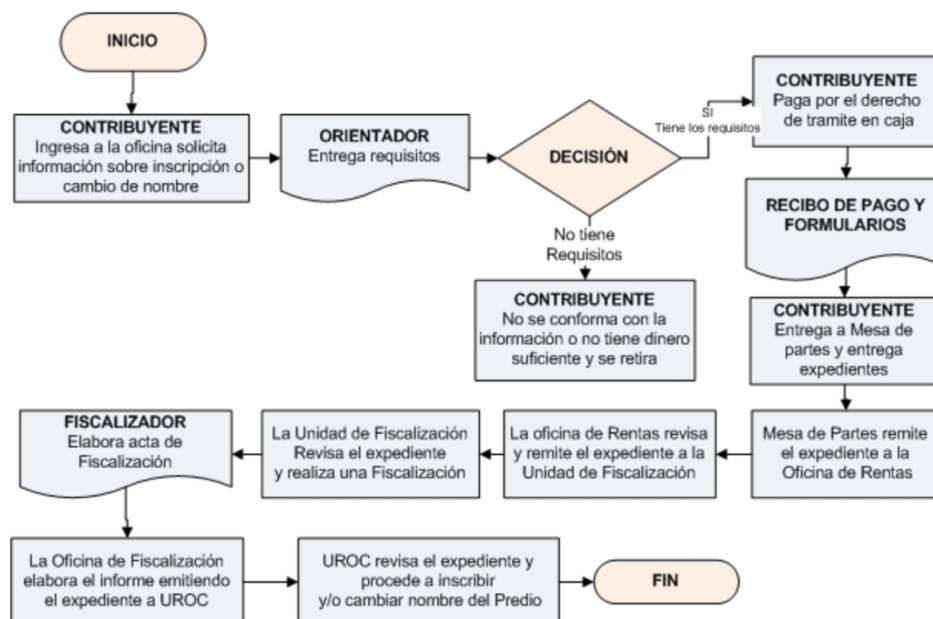 INICIO
CONTRIBUYENTE
Ingresa a la oficina solicita
información sobre inscripción o
cambio de nombre
ORIENTADOR
Entrega requisitos
DECISIÓN
SI
Tiene los requisitos
CONTRIBUYENTE
Paga por el derecho
de tramite en caja
RECIBO DE PAGO Y
FORMULARIOS
No tiene
Requisitos
CONTRIBUYENTE
No se conforma con la
información o no tiene dinero
suficiente y se retira
CONTRIBUYENTE
Entrega a Mesa de
partes y entrega
expedientes
Mesa de Partes remite
el expediente a la
Oficina de Rentas
La oficina de Rentas revisa
y remite el expediente a la
Unidad de Fiscalización
La Unidad de Fiscalización
Revisa el expediente
y realiza una Fiscalización
FISCALIZADOR
Elabora acta de
Fiscalización
La Oficina de Fiscalización
elabora el informe emitiendo
el expediente a UROC
UROC revisa el expediente y
procede a inscribir
y/o cambiar nombre del Predio
FIN